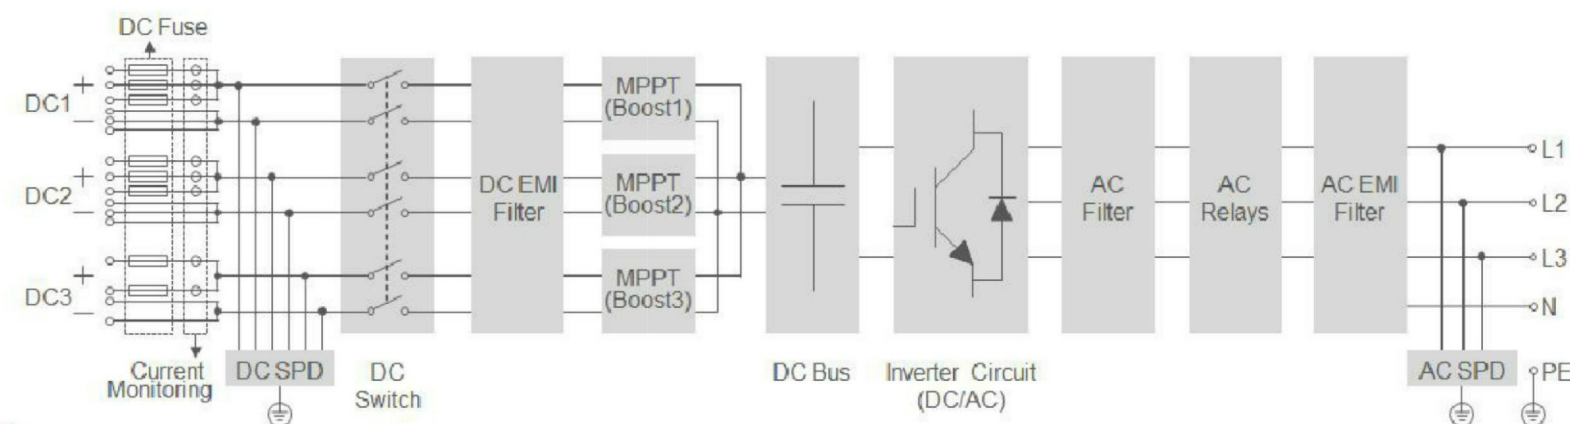 DC Fuse
DC1
+
−
DC2
+
−
DC3
+
−
Current
Monitoring
DC SPD
DC
Switch
DC EMI
Filter
MPPT
(Boost1)
MPPT
(Boost2)
MPPT
(Boost3)
DC Bus
Inverter Circuit
(DC/AC)
AC
Filter
AC
Relays
AC EMI
Filter
L1
L2
L3
N
AC SPD
PE